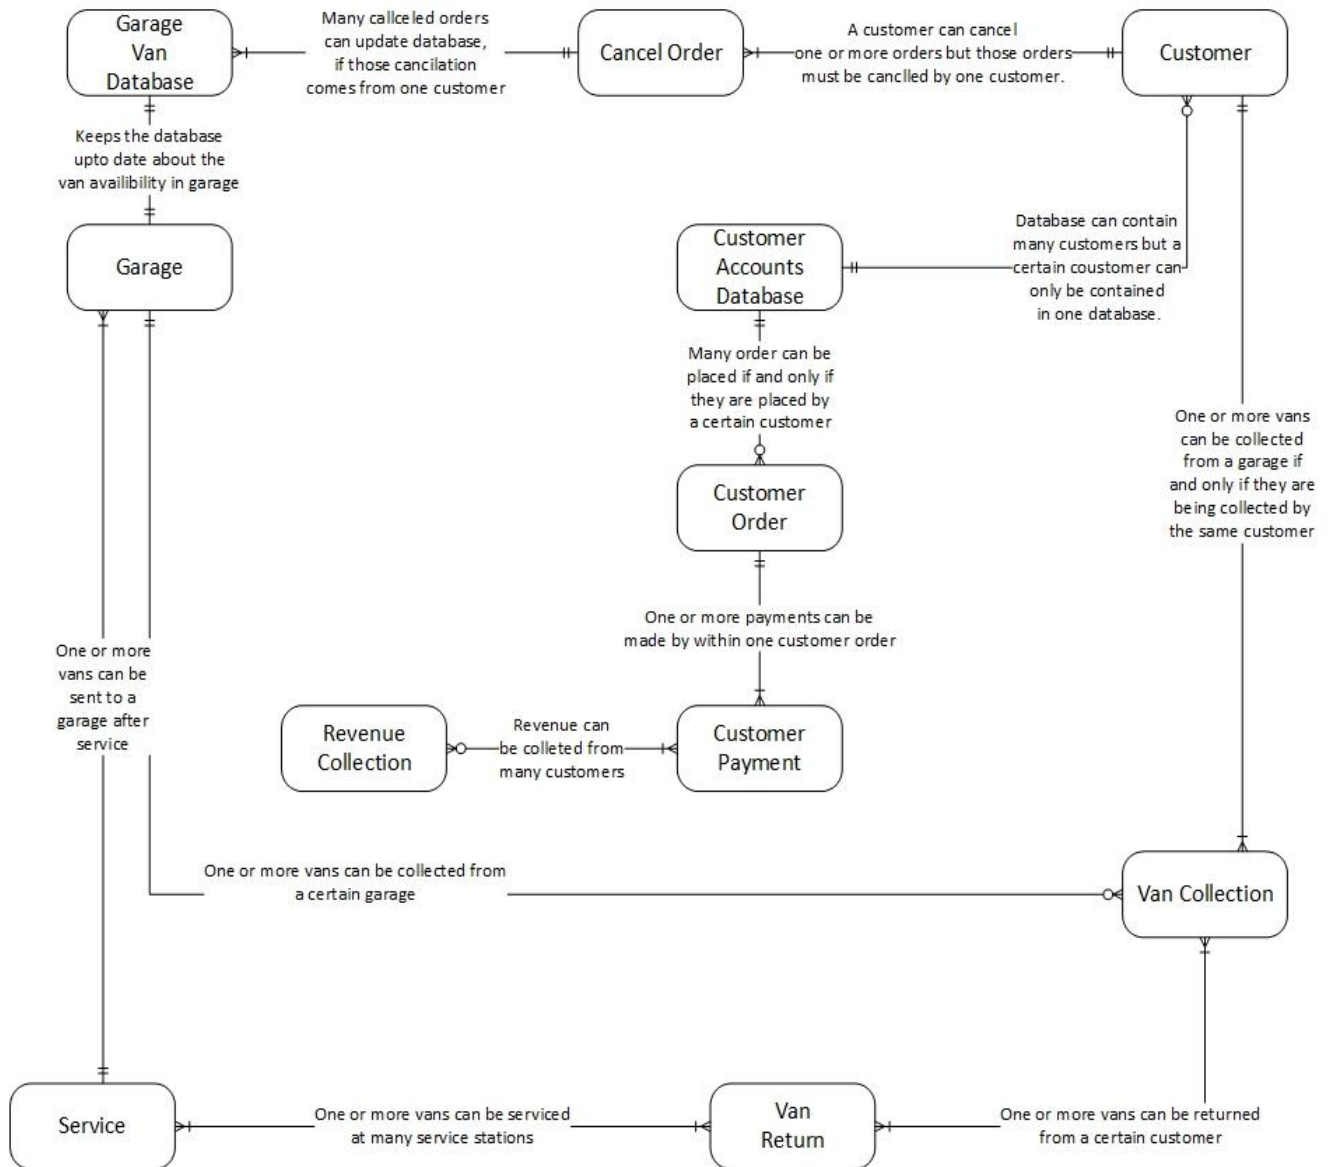 Garage
Van
Database
Many callceled orders
can update database,
if those cancilation
comes from one customer
Cancel Order
A customer can cancel
one or more orders but those orders
must be canclled by one customer.
Customer
Keeps the database
upto date about the
van availibility in garage
Garage
Customer
Accounts
Database
Database can contain
many customers but a
certain coustomer can
only be contained
in one database.
Many order can be
placed if and only if
they are placed by
a certain customer
Customer
Order
One or more vans
can be collected
from a garage if
and only if they are
being collected by
the same customer
One or more payments can be
made by within one customer order
One or more
vans can be
sent to a
garage after
service
Revenue
Collection
Revenue can
be colleted from
many customers
Customer
Payment
One or more vans can be collected from
a certain garage
Van Collection
Service
One or more vans can be serviced
at many service stations
Van
Return
One or more vans can be returned
from a certain customer